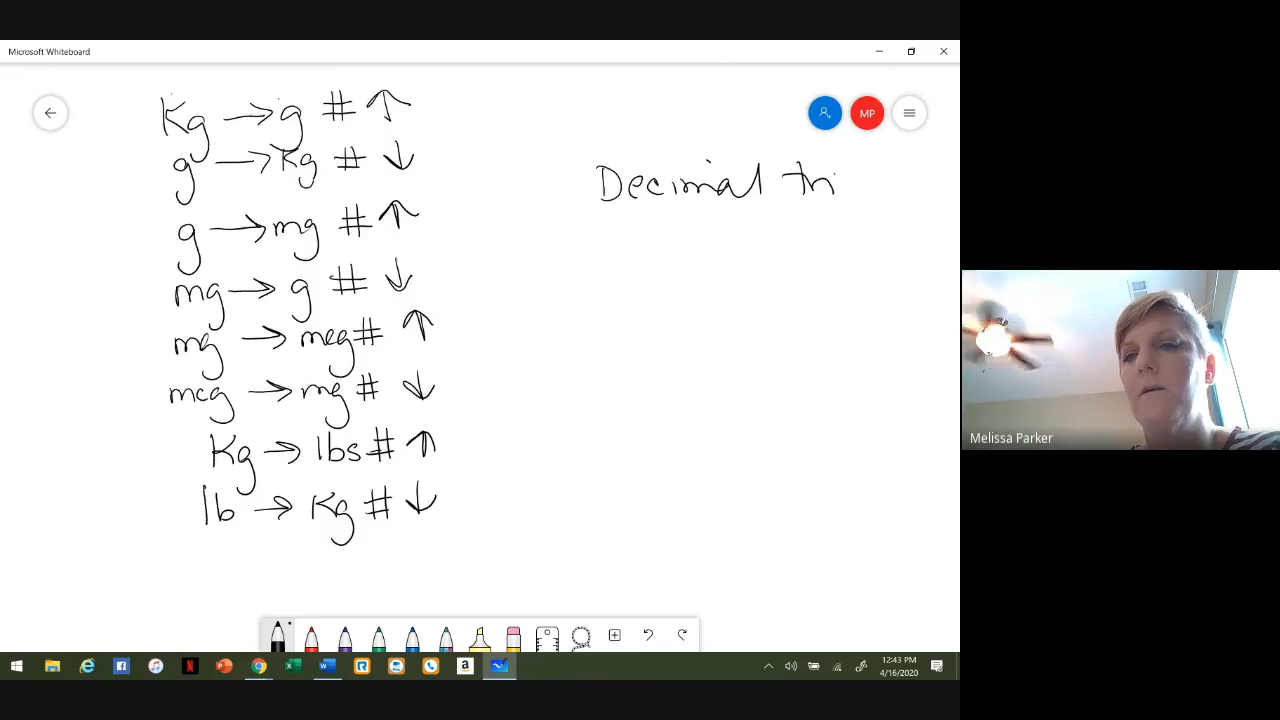 Microsoft Whiteboard
MP
Kg → g # ↑
g → Kg # ↓
g → mg # ↑
mg → g # ↓
mg → mcg # ↑
mcg → mg # ↓
Kg → lbs # ↑
lb → Kg # ↓
Decimal tri
Melissa Parker
12:43 PM
4/16/2020